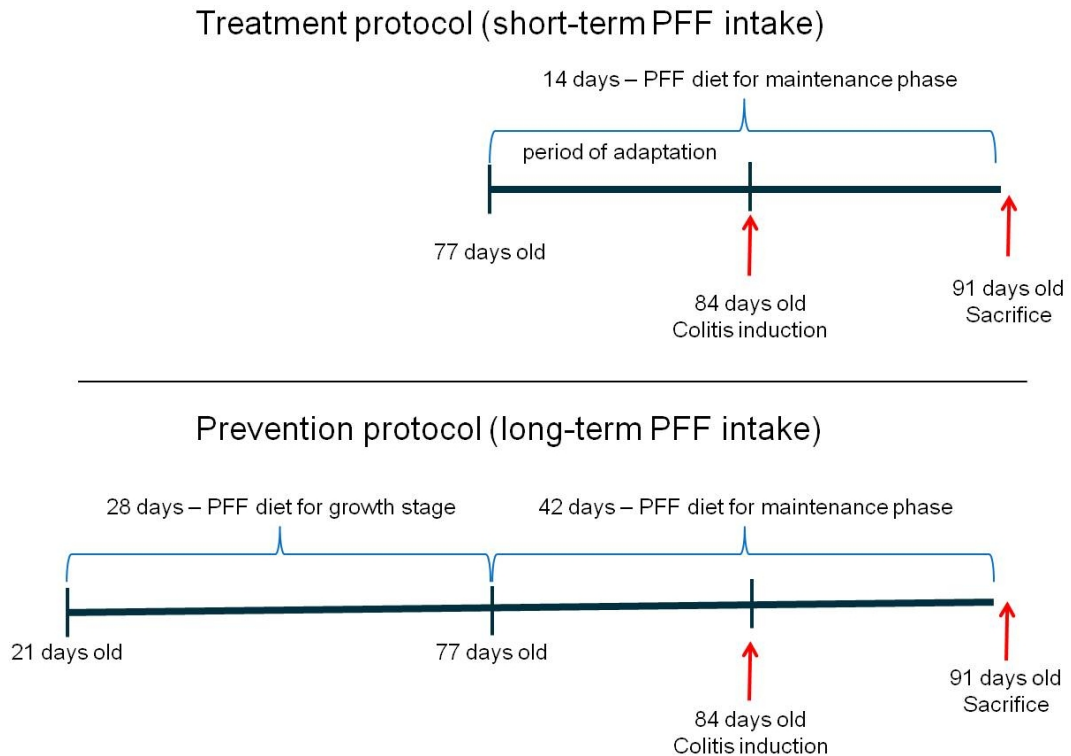 Treatment protocol (short-term PFF intake)
14 days – PFF diet for maintenance phase
period of adaptation
77 days old
84 days old
Colitis induction
91 days old
Sacrifice
Prevention protocol (long-term PFF intake)
28 days – PFF diet for growth stage
42 days – PFF diet for maintenance phase
21 days old
77 days old
84 days old
Colitis induction
91 days old
Sacrifice